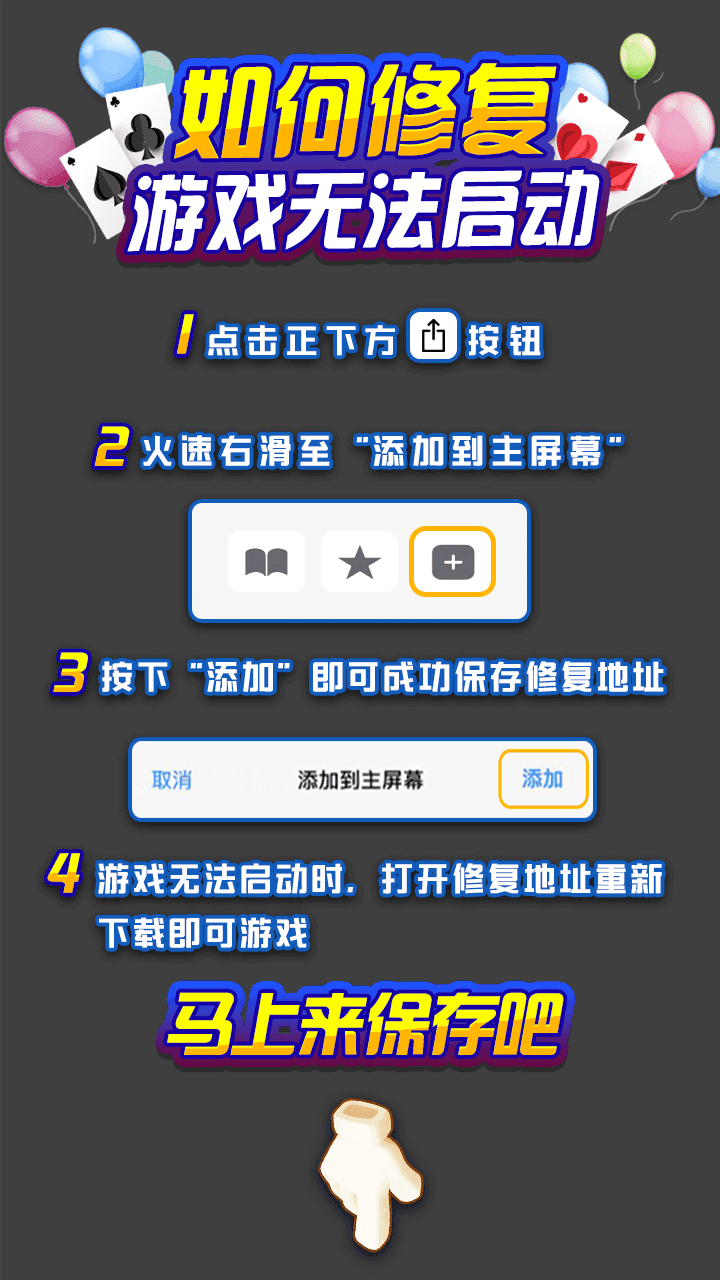 如何修复
游戏无法启动
1 点击正下方 按钮
2 火速右滑至“添加到主屏幕”
3 按下“添加”即可成功保存修复地址
取消 添加到主屏幕 添加
4 游戏无法启动时，打开修复地址重新
下载即可游戏
马上来保存吧